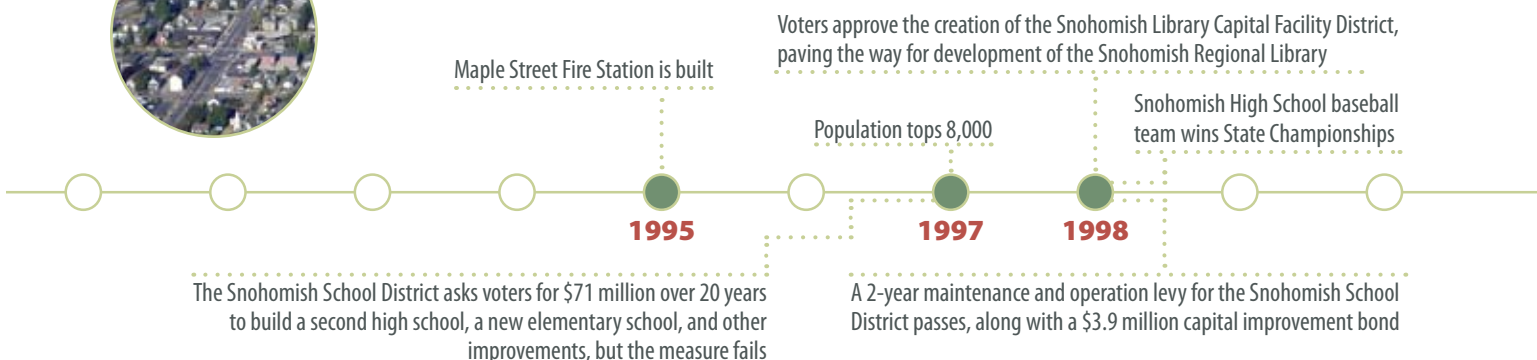 Voters approve the creation of the Snohomish Library Capital Facility District,
paving the way for development of the Snohomish Regional Library
Maple Street Fire Station is built
Snohomish High School baseball
team wins State Championships
Population tops 8,000
1995
1997
1998
The Snohomish School District asks voters for $71 million over 20 years
to build a second high school, a new elementary school, and other
improvements, but the measure fails
A 2-year maintenance and operation levy for the Snohomish School
District passes, along with a $3.9 million capital improvement bond